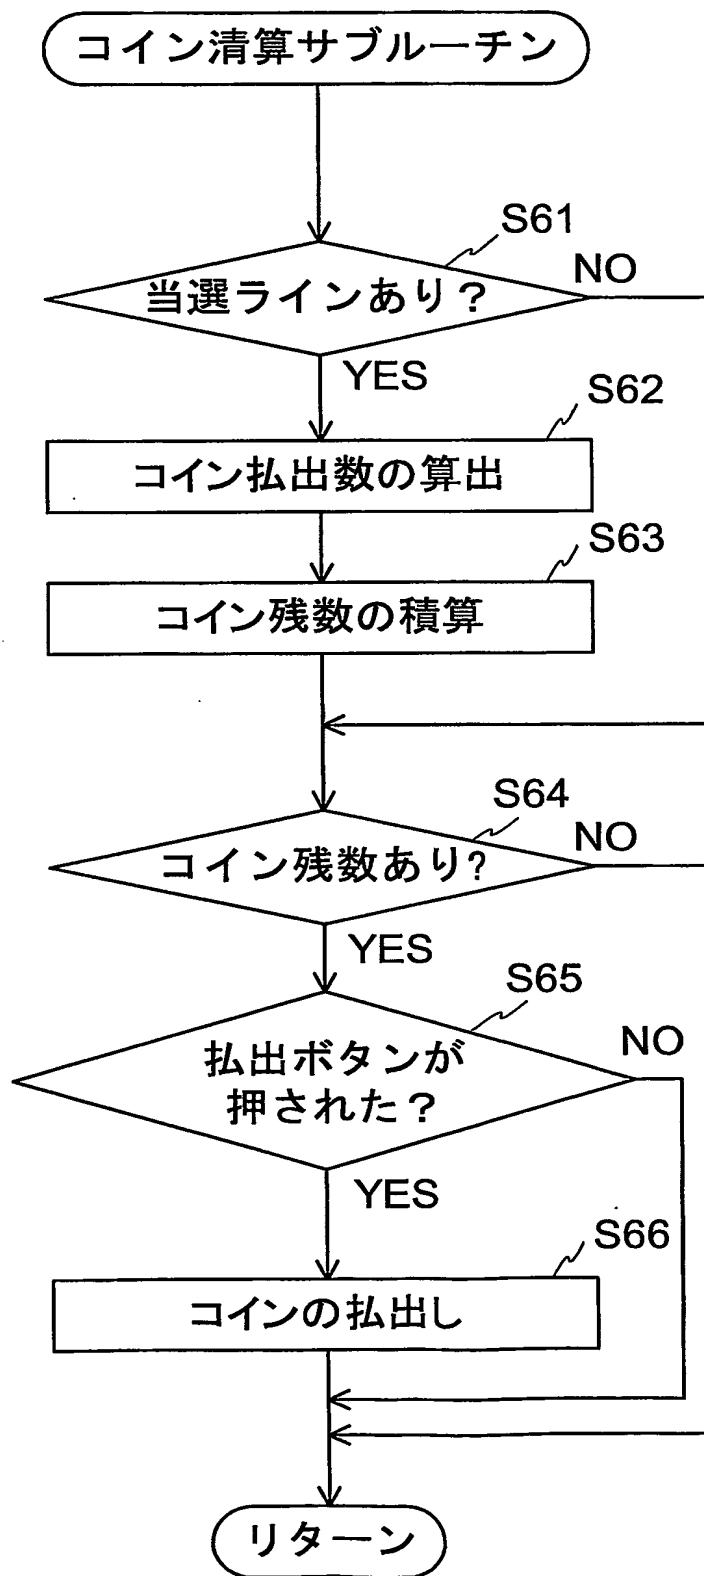 コイン清算サブルーチン
S61
当選ラインあり?
NO
YES
S62
コイン払出数の算出
S63
コイン残数の積算
S64
コイン残数あり?
NO
YES
S65
払出ボタンが
押された?
NO
YES
S66
コインの払出し
リターン